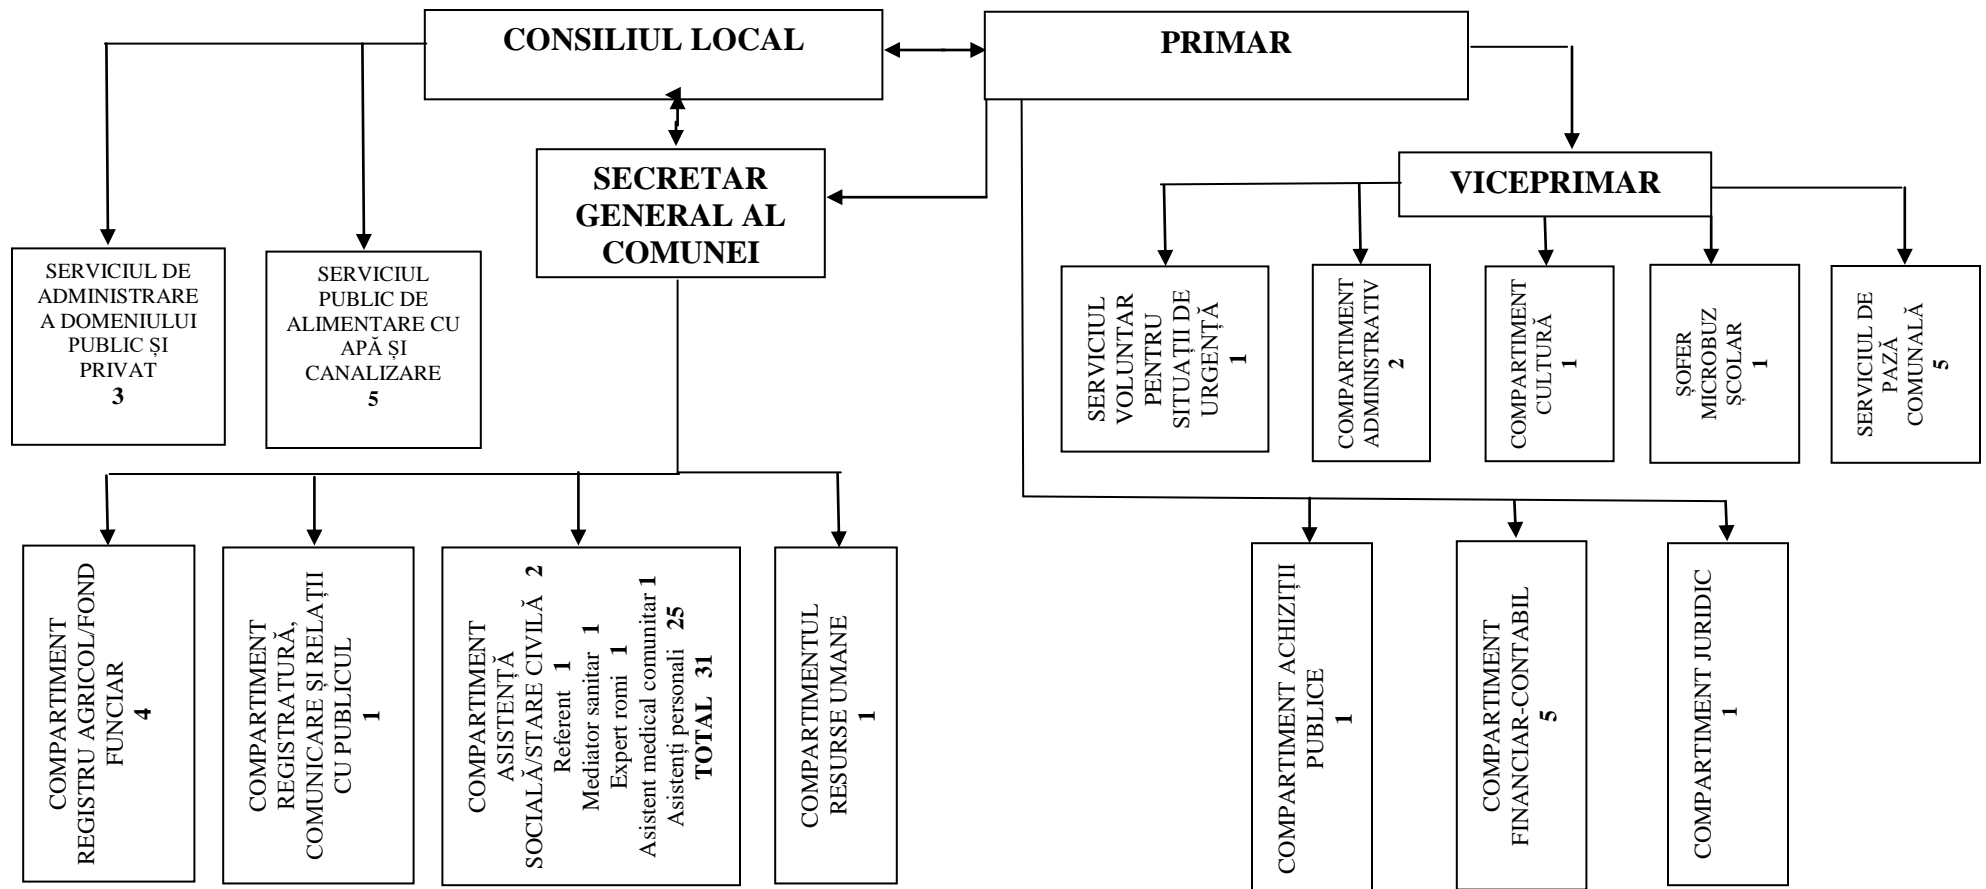 CONSILIUL LOCAL
PRIMAR
SECRETAR
GENERAL AL
COMUNEI
VICEPRIMAR
SERVICIUL DE
ADMINISTRARE
A DOMENIULUI
PUBLIC ȘI
PRIVAT
3
SERVICIUL
PUBLIC DE
ALIMENTARE CU
APĂ ȘI
CANALIZARE
5
SERVICIUL
VOLUNTAR
PENTRU
SITUAȚII DE
URGENȚĂ
1
COMPARTIMENT
ADMINISTRATIV
2
COMPARTIMENT
CULTURĂ
1
ȘOFER
MICROBUZ
ȘCOLAR
1
SERVICIUL DE
PAZĂ
COMUNALĂ
5
COMPARTIMENT
REGISTRU AGRICOL/FOND
FUNCIAR
4
COMPARTIMENT
REGISTRATURĂ,
COMUNICARE ȘI RELAȚII
CU PUBLICUL
1
COMPARTIMENT
ASISTENȚĂ
SOCIALĂ/STARE CIVILĂ 2
Referent 1
Mediator sanitar 1
Expert romi 1
Asistent medical comunitar 1
Asistenți personali 25
TOTAL 31
COMPARTIMENTUL
RESURSE UMANE
1
COMPARTIMENT ACHIZIȚII
PUBLICE
1
COMPARTIMENT
FINANCIAR-CONTABIL
5
COMPARTIMENT JURIDIC
1